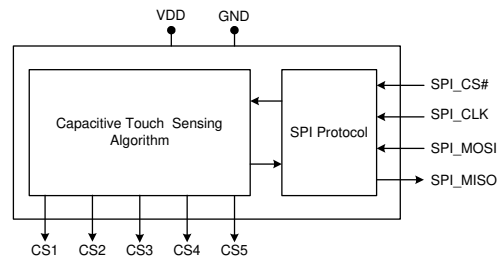 VDD GND
Capacitive Touch Sensing
Algorithm
SPI Protocol
SPI_CS#
SPI_CLK
SPI_MOSI
SPI_MISO
CS1 CS2 CS3 CS4 CS5